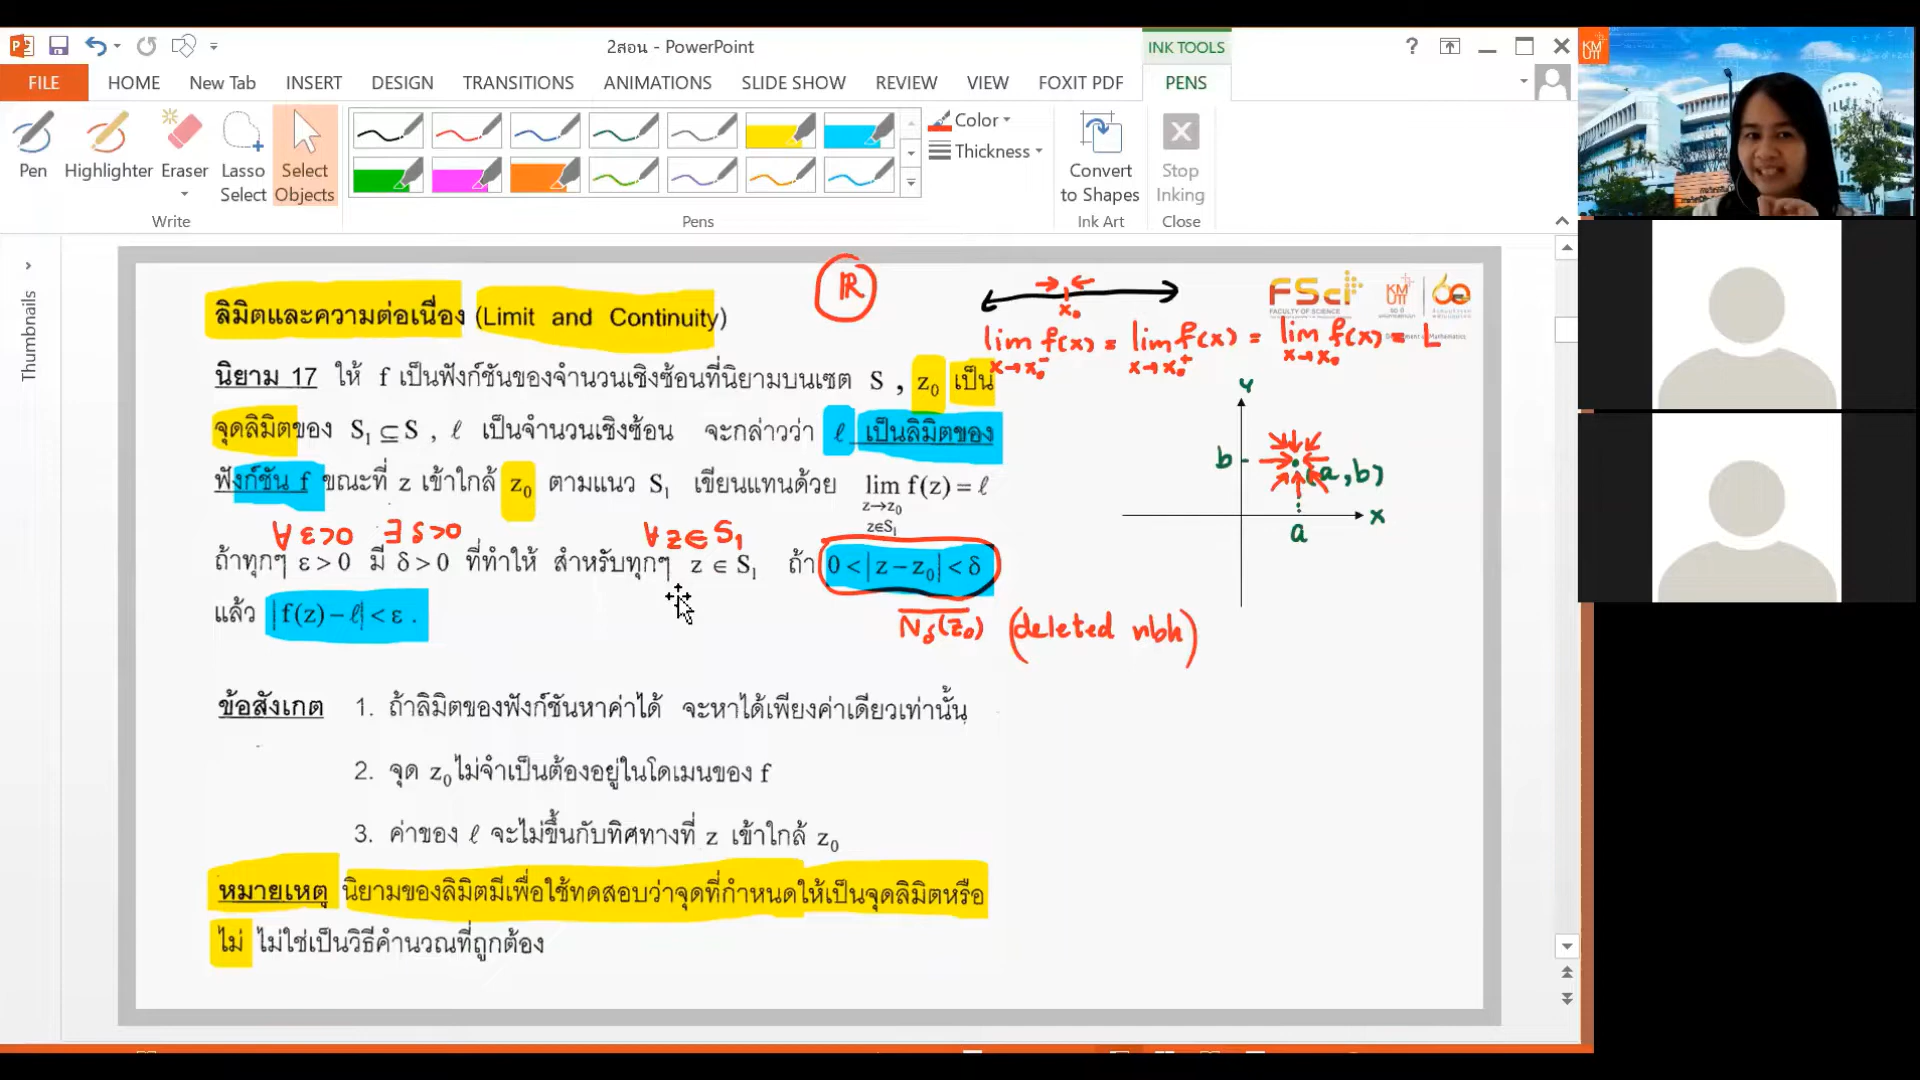 2สอน - PowerPoint
INK TOOLS
FILE HOME New Tab INSERT DESIGN TRANSITIONS ANIMATIONS SLIDE SHOW REVIEW VIEW FOXIT PDF PENS
Pen Highlighter Eraser Lasso Select Select Objects
Color
Thickness
Convert to Shapes
Stop Inking
Write
Pens
Ink Art
Close
Thumbnails
ℝ
x₀
lim f(x) = lim f(x) = lim f(x) = L
x→x₀⁻ x→x₀⁺ x→x₀
FSci
FACULTY OF SCIENCE
KMUTT
ลิมิตและความต่อเนื่อง (Limit and Continuity)
นิยาม 17 ให้ f เป็นฟังก์ชันของจำนวนเชิงซ้อนที่นิยามบนเซต S , z₀ เป็น
จุดลิมิตของ S₁ ⊆ S , ℓ เป็นจำนวนเชิงซ้อน จะกล่าวว่า ℓ เป็นลิมิตของ
ฟังก์ชัน f ขณะที่ z เข้าใกล้ z₀ ตามแนว S₁ เขียนแทนด้วย lim f(z) = ℓ
z→z₀
z∈S₁
∀ ε>0 ∃ δ>0 ∀ z ∈ S₁
ถ้าทุกๆ ε > 0 มี δ > 0 ที่ทำให้ สำหรับทุกๆ z ∈ S₁ ถ้า 0 < |z − z₀| < δ
แล้ว |f(z) − ℓ| < ε .
N_δ(z₀) (deleted nbh)
y
b
(a,b)
x
a
ข้อสังเกต 1. ถ้าลิมิตของฟังก์ชันหาค่าได้ จะหาได้เพียงค่าเดียวเท่านั้น
2. จุด z₀ ไม่จำเป็นต้องอยู่ในโดเมนของ f
3. ค่าของ ℓ จะไม่ขึ้นกับทิศทางที่ z เข้าใกล้ z₀
หมายเหตุ นิยามของลิมิตมีเพื่อใช้ทดสอบว่าจุดที่กำหนดให้เป็นจุดลิมิตหรือ
ไม่ ไม่ใช่เป็นวิธีคำนวณที่ถูกต้อง